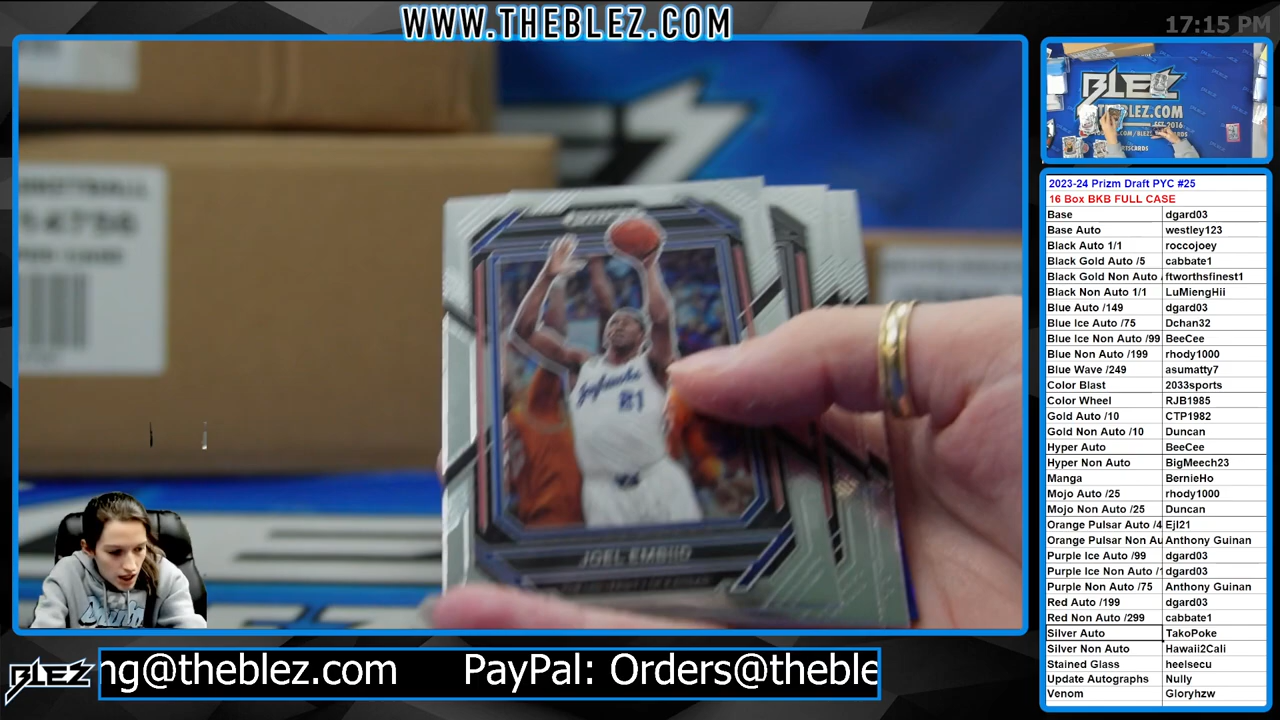 WWW.THEBLEZ.COM
17:15 PM
BLEZ
.COM
EST 2016
2023-24 Prizm Draft PYC #25
16 Box BKB FULL CASE
Base dgard03
Base Auto westley123
Black Auto 1/1 roccojoey
Black Gold Auto /5 cabbate1
Black Gold Non Auto ftworthsfinest1
Black Non Auto 1/1 LuMiengHii
Blue Auto /149 dgard03
Blue Ice Auto /75 Dchan32
Blue Ice Non Auto /99 BeeCee
Blue Non Auto /199 rhody1000
Blue Wave /249 asumatty7
Color Blast 2033sports
Color Wheel RJB1985
Gold Auto /10 CTP1982
Gold Non Auto /10 Duncan
Hyper Auto BeeCee
Hyper Non Auto BigMeech23
Manga BernieHo
Mojo Auto /25 rhody1000
Mojo Non Auto /25 Duncan
Orange Pulsar Auto /4 Ejl21
Orange Pulsar Non Au Anthony Guinan
Purple Ice Auto /99 dgard03
Purple Ice Non Auto / dgard03
Purple Non Auto /75 Anthony Guinan
Red Auto /199 dgard03
Red Non Auto /299 cabbate1
Silver Auto TakoPoke
Silver Non Auto Hawaii2Cali
Stained Glass heeisecu
Update Autographs Nully
Venom Gloryhzw
21
JOEL EMBIID
BLEZ
ng@theblez.com PayPal: Orders@theble